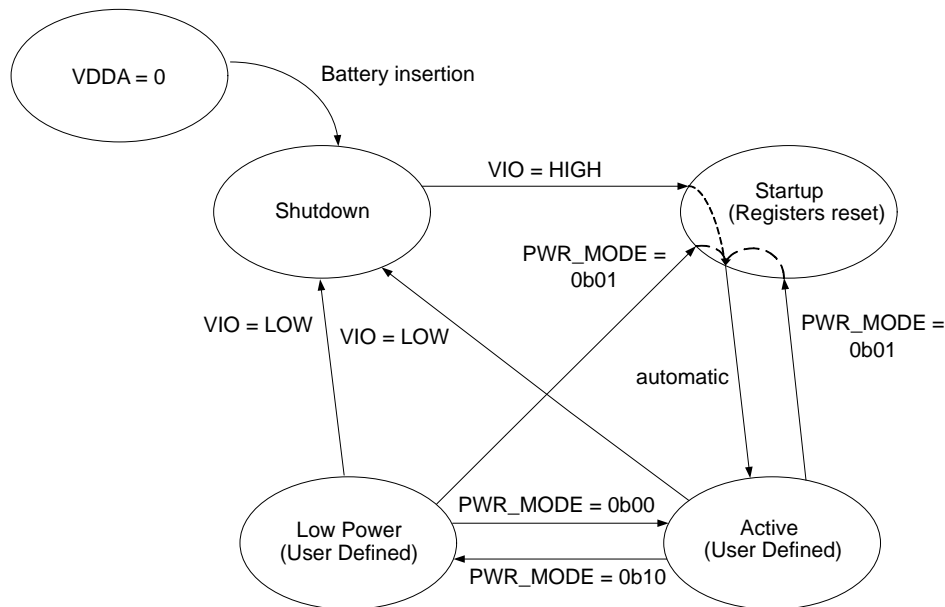 VDDA = 0
Battery insertion
Shutdown
VIO = HIGH
Startup
(Registers reset)
PWR_MODE =
0b01
VIO = LOW
VIO = LOW
PWR_MODE =
0b01
automatic
Low Power
(User Defined)
PWR_MODE = 0b00
PWR_MODE = 0b10
Active
(User Defined)